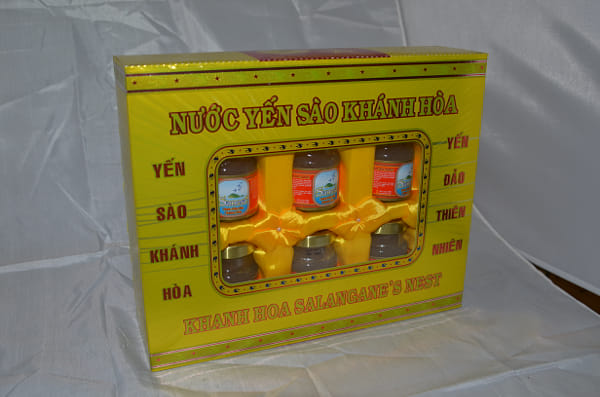 NƯỚC YẾN SÀO KHÁNH HÒA
YẾN
SÀO
KHÁNH
HÒA
YẾN
ĐẢO
THIÊN
NHIÊN
KHANH HOA SALANGANE'S NEST